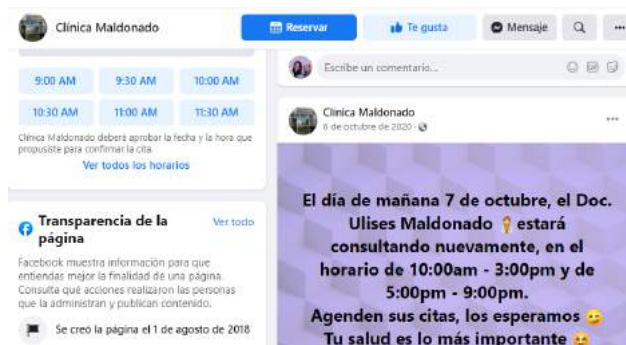 Clínica Maldonado
Reservar
Te gusta
Mensaje
9:00 AM
9:30 AM
10:00 AM
10:30 AM
11:00 AM
11:30 AM
Clínica Maldonado deberá aprobar la fecha y la hora que
propusiste para confirmar la cita.
Ver todos los horarios
Transparencia de la
página
Ver todo
Facebook muestra información para que
entiendas mejor la finalidad de una página.
Consulta qué acciones realizaron las personas
que la administran y publican contenido.
Se creó la página el 1 de agosto de 2018
Escribe un comentario...
Clínica Maldonado
6 de octubre de 2020
El día de mañana 7 de octubre, el Doc.
Ulises Maldonado estará
consultando nuevamente, en el
horario de 10:00am - 3:00pm y de
5:00pm - 9:00pm.
Agenden sus citas, los esperamos
Tu salud es lo más importante